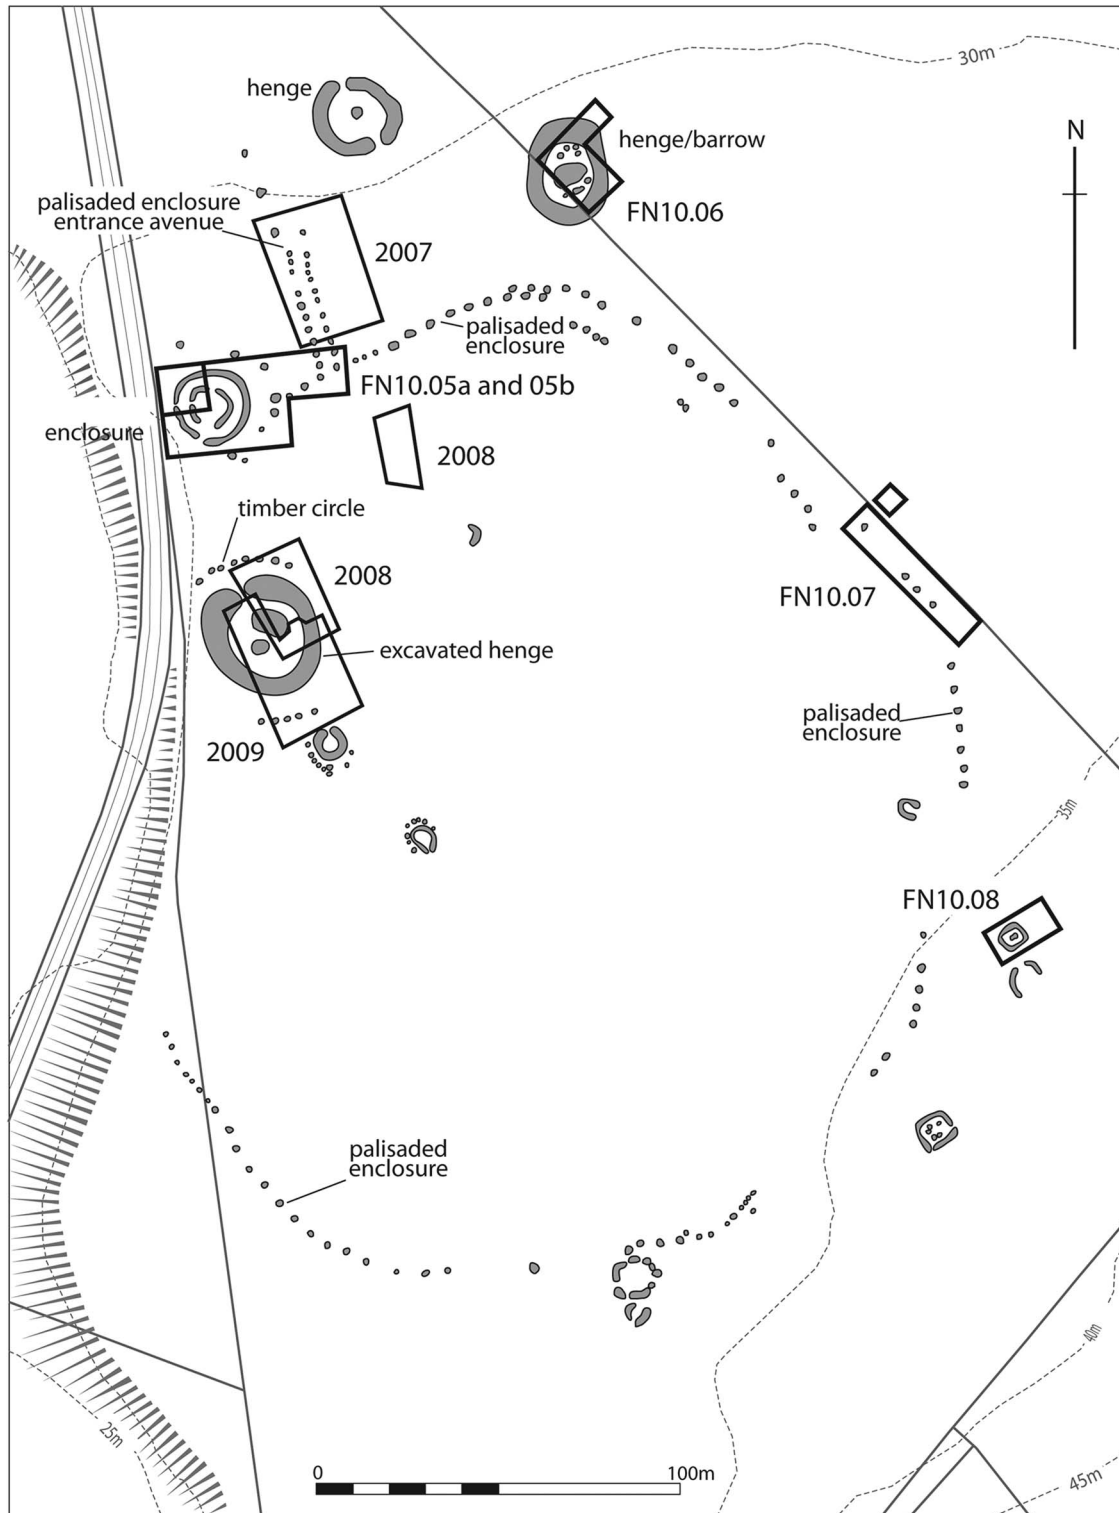 30m
henge
N
henge/barrow
palisaded enclosure
entrance avenue
FN10.06
2007
palisaded
enclosure
FN10.05a and 05b
enclosure
2008
timber circle
2008
FN10.07
excavated henge
palisaded
enclosure
2009
35m
FN10.08
palisaded
enclosure
40m
25m
0
100m
45m